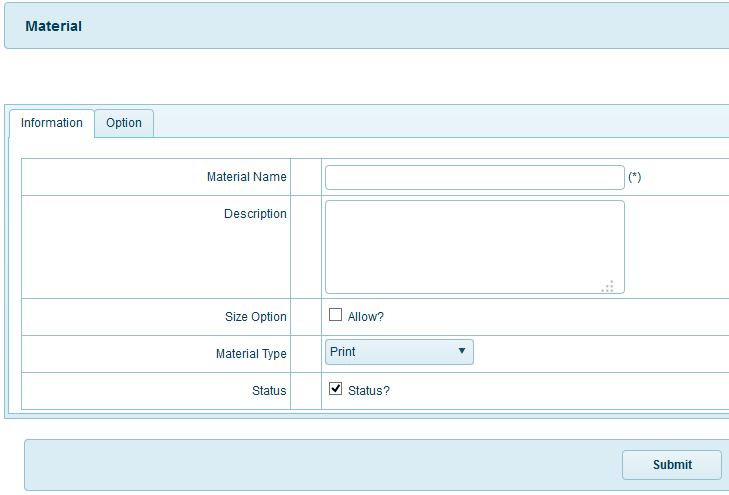 Material
Information Option
Material Name (*)
Description
Size Option Allow?
Material Type Print
Status Status?
Submit